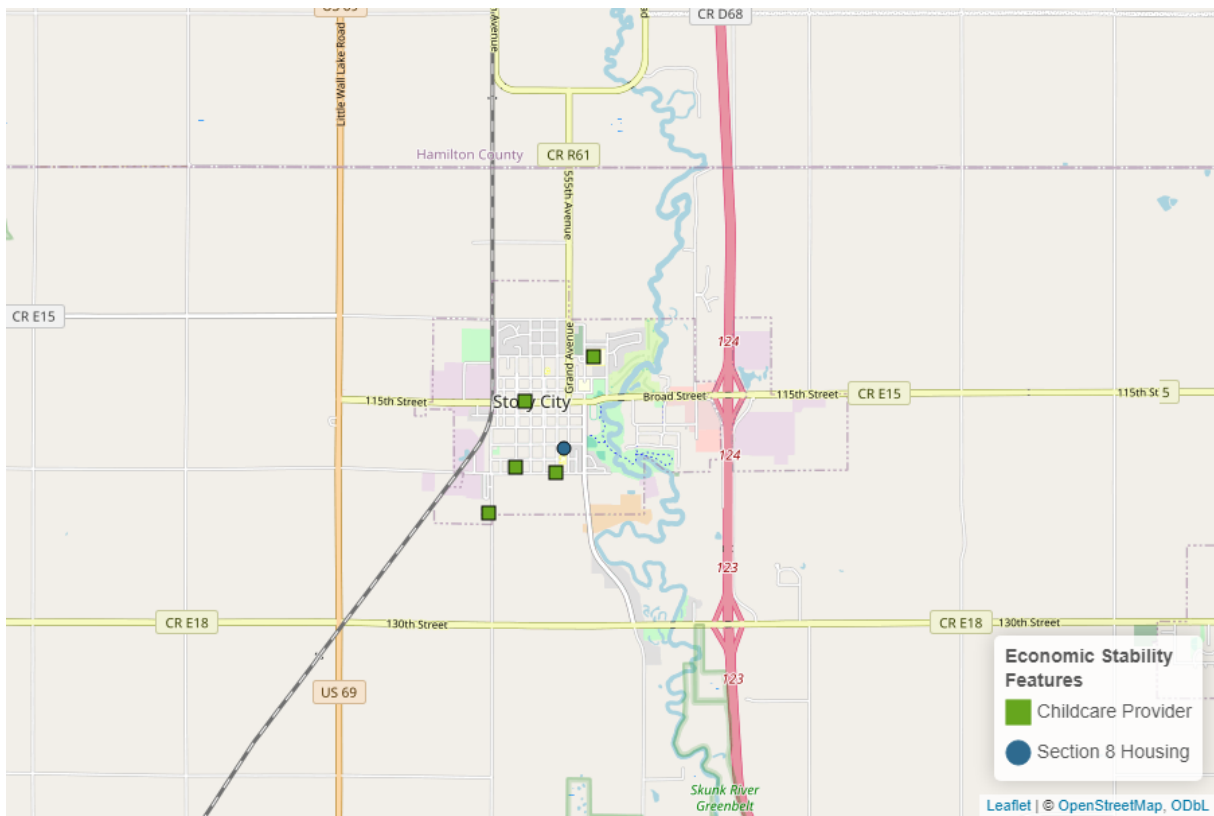 US 69
CR D68
Little Wall Lake Road
Avenue
Hamilton County
CR R61
555th Avenue
CR E15
124
Grand Avenue
115th Street
Story City
Broad Street
115th Street
CR E15
115th St
5
124
123
CR E18
130th Street
CR E18
130th Street
US 69
123
Skunk River
Greenbelt
Economic Stability
Features
Childcare Provider
Section 8 Housing
Leaflet | © OpenStreetMap, ODbL